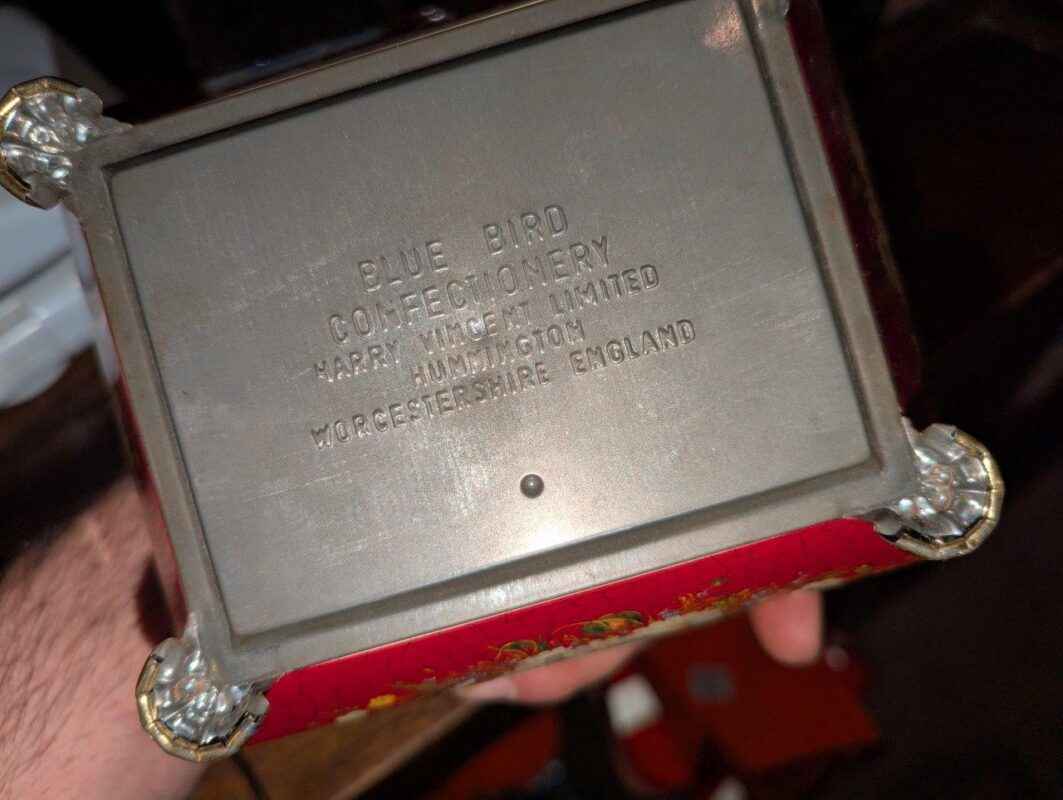 BLUE BIRD
CONFECTIONERY
HARRY VINCENT LIMITED
HUNNINGTON
WORCESTERSHIRE ENGLAND